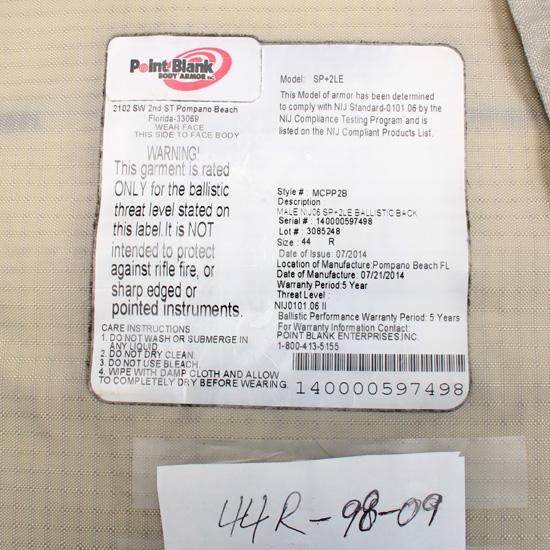 Point Blank
BODY ARMOR INC.
2102 SW 2nd ST Pompano Beach
Florida-33069
WEAR FACE
THIS SIDE TO FACE BODY
WARNING!
This garment is rated
ONLY for the ballistic
threat level stated on
this label.It is NOT
intended to protect
against rifle fire, or
sharp edged or
pointed instruments.
CARE INSTRUCTIONS
1. DO NOT WASH OR SUBMERGE IN
ANY LIQUID.
2. DO NOT DRY CLEAN.
3. DO NOT USE BLEACH.
4. WIPE WITH DAMP CLOTH AND ALLOW
TO COMPLETELY DRY BEFORE WEARING.
Model: SP+2LE
This Model of armor has been determined
to comply with NIJ Standard-0101.06 by the
NIJ Compliance Testing Program and is
listed on the NIJ Compliant Products List.
Style #: MCPP2B
Description
MALE NIJ06 SP+2LE BALLISTIC BACK
Serial #: 140000597498
Lot #: 3085248
Size: 44 R
Date of Issue: 07/2014
Location of Manufacture:Pompano Beach FL
Date of Manufacture:07/21/2014
Warranty Period:5 Year
Threat Level:
NIJ0101.06 II
Ballistic Performance Warranty Period: 5 Years
For Warranty Information Contact:
POINT BLANK ENTERPRISES,INC.
1-800-413-5155
140000597498
44R-98-09